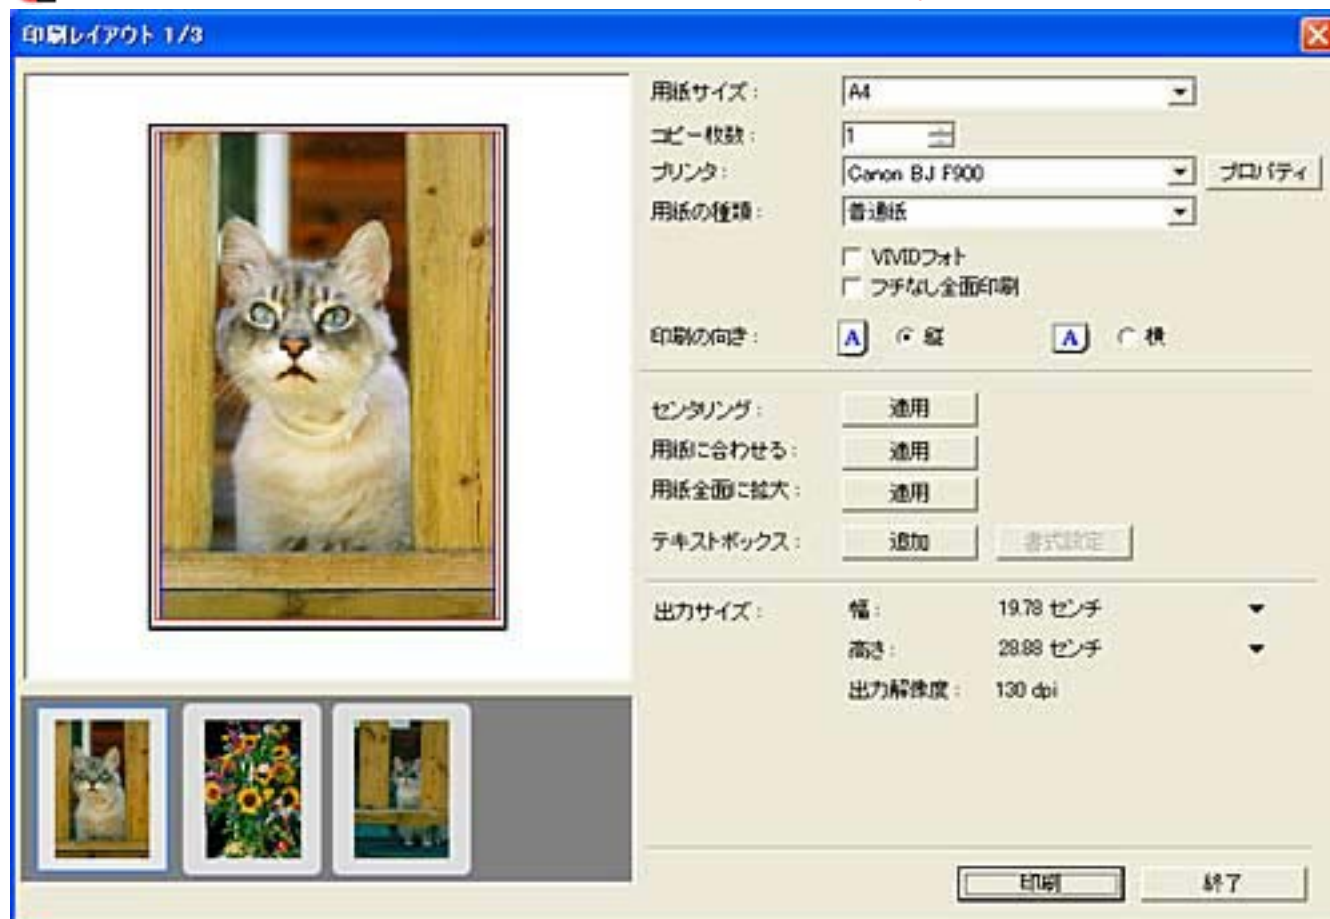 印刷レイアウト 1/3
用紙サイズ： A4
コピー枚数： 1
プリンタ： Canon BJ F900 プロパティ
用紙の種類： 普通紙
VIVIDフォト
フチなし全面印刷
印刷の向き： A 縦 A 横
センタリング： 適用
用紙に合わせる： 適用
用紙全面に拡大： 適用
テキストボックス： 追加 書式設定
出力サイズ： 幅： 19.78 センチ
高さ： 28.88 センチ
出力解像度： 130 dpi
印刷 終了